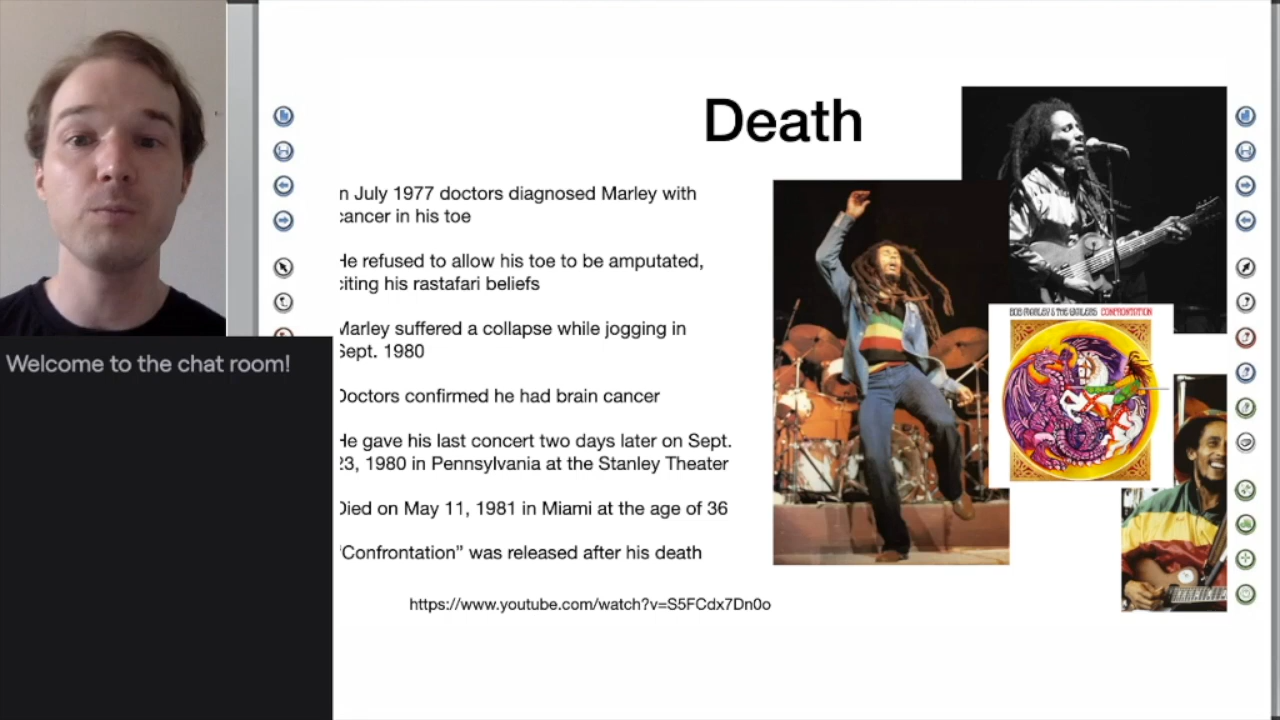 Death
n July 1977 doctors diagnosed Marley with
cancer in his toe
He refused to allow his toe to be amputated,
citing his rastafari beliefs
Marley suffered a collapse while jogging in
Sept. 1980
Doctors confirmed he had brain cancer
He gave his last concert two days later on Sept.
23, 1980 in Pennsylvania at the Stanley Theater
Died on May 11, 1981 in Miami at the age of 36
“Confrontation” was released after his death
https://www.youtube.com/watch?v=S5FCdx7Dn0o
BOB MARLEY & THE WAILERS CONFRONTATION
Welcome to the chat room!